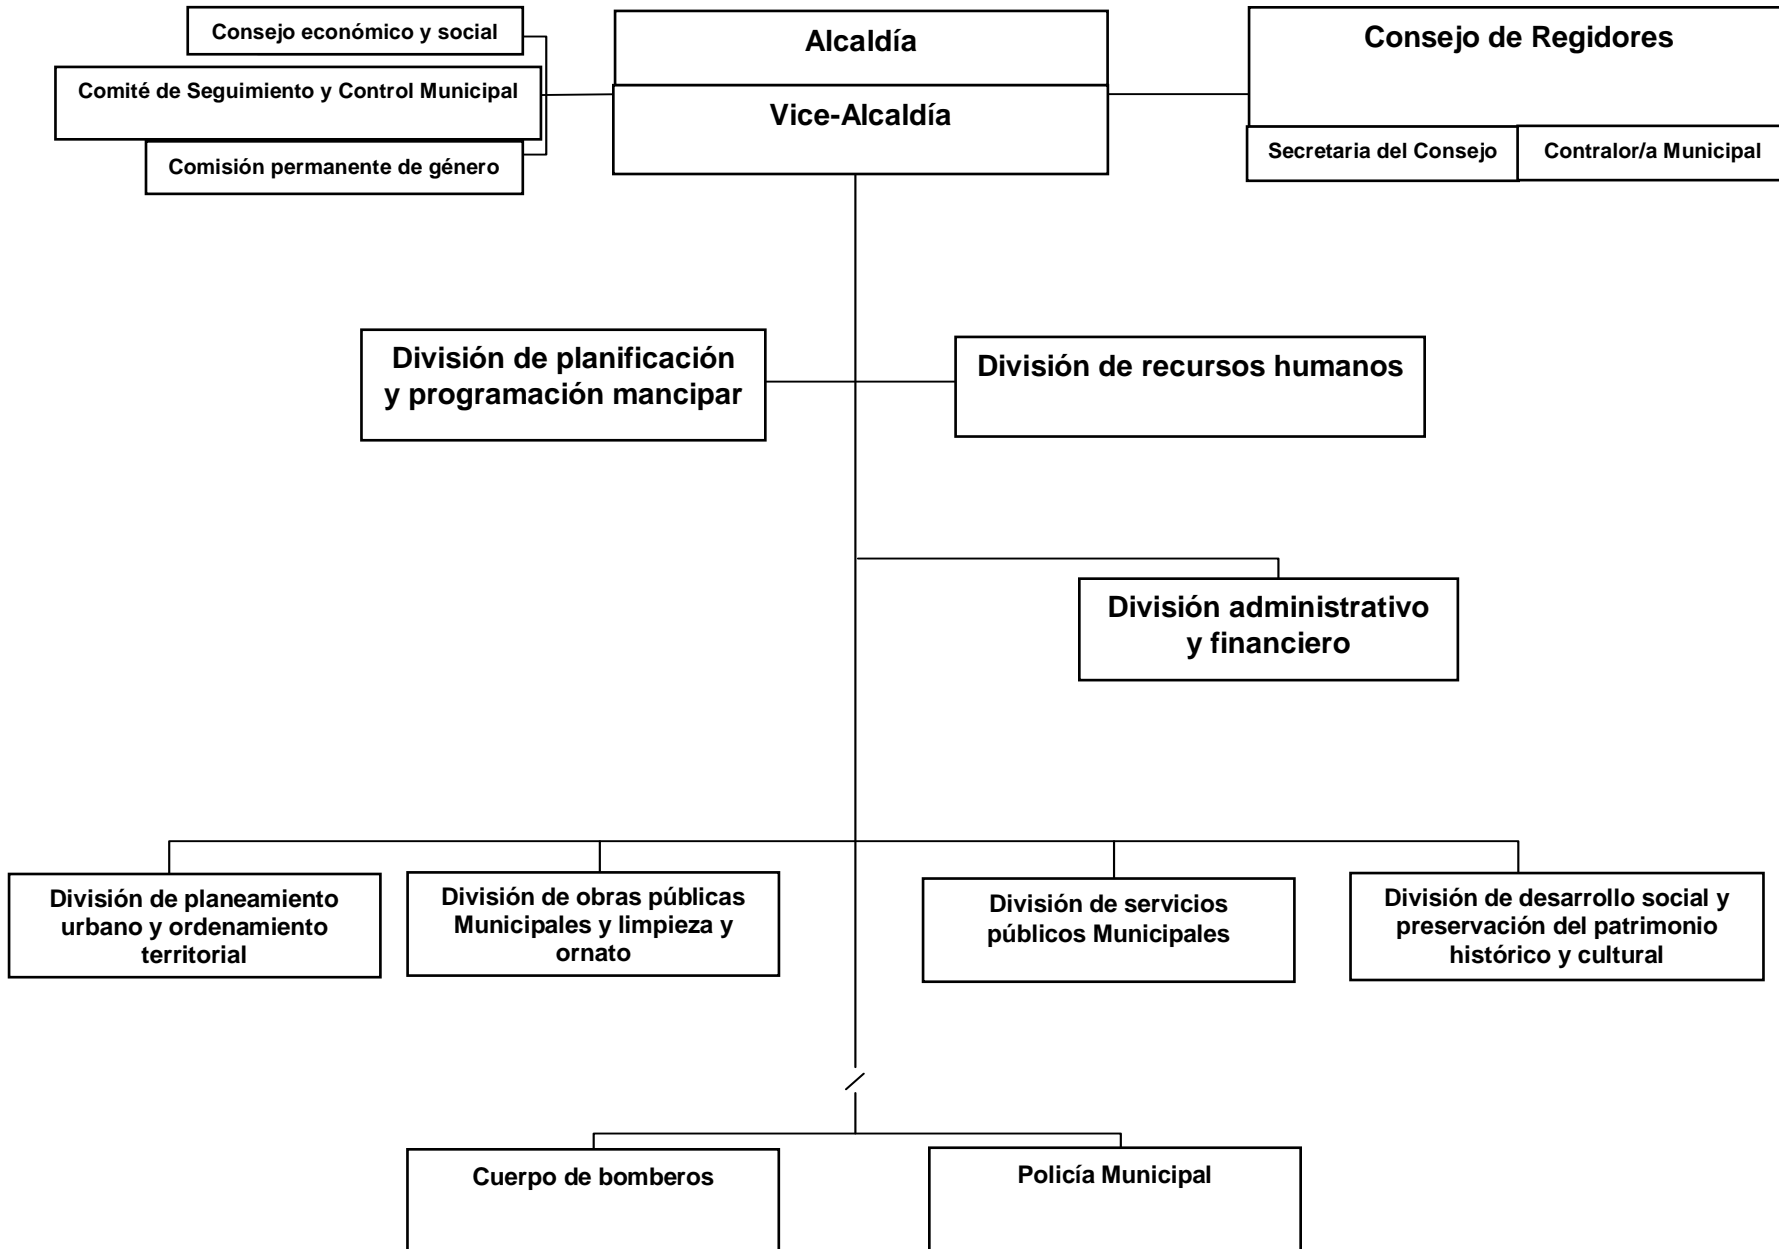 Consejo económico y social
Comité de Seguimiento y Control Municipal
Comisión permanente de género
Alcaldía
Vice-Alcaldía
Consejo de Regidores
Secretaria del Consejo
Contralor/a Municipal
División de planificación
y programación mancipar
División de recursos humanos
División administrativo
y financiero
División de planeamiento
urbano y ordenamiento
territorial
División de obras públicas
Municipales y limpieza y
ornato
División de servicios
públicos Municipales
División de desarrollo social y
preservación del patrimonio
histórico y cultural
Cuerpo de bomberos
Policía Municipal